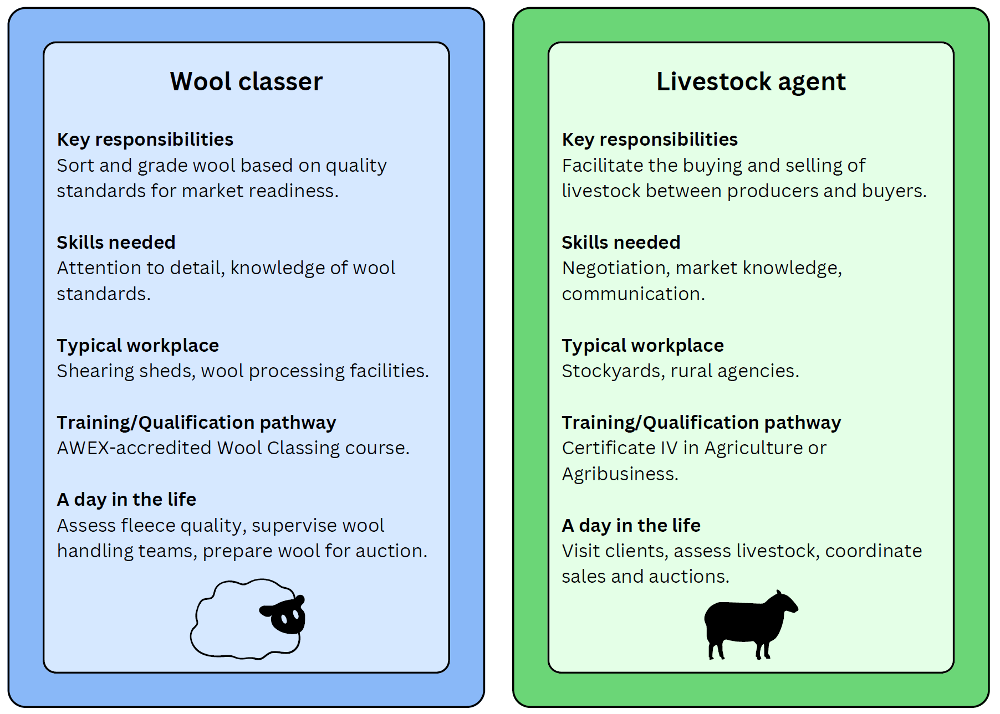 Wool classer
Key responsibilities
Sort and grade wool based on quality
standards for market readiness.
Skills needed
Attention to detail, knowledge of wool
standards.
Typical workplace
Shearing sheds, wool processing facilities.
Training/Qualification pathway
AWEX-accredited Wool Classing course.
A day in the life
Assess fleece quality, supervise wool
handling teams, prepare wool for auction.
Livestock agent
Key responsibilities
Facilitate the buying and selling of
livestock between producers and buyers.
Skills needed
Negotiation, market knowledge,
communication.
Typical workplace
Stockyards, rural agencies.
Training/Qualification pathway
Certificate IV in Agriculture or
Agribusiness.
A day in the life
Visit clients, assess livestock, coordinate
sales and auctions.